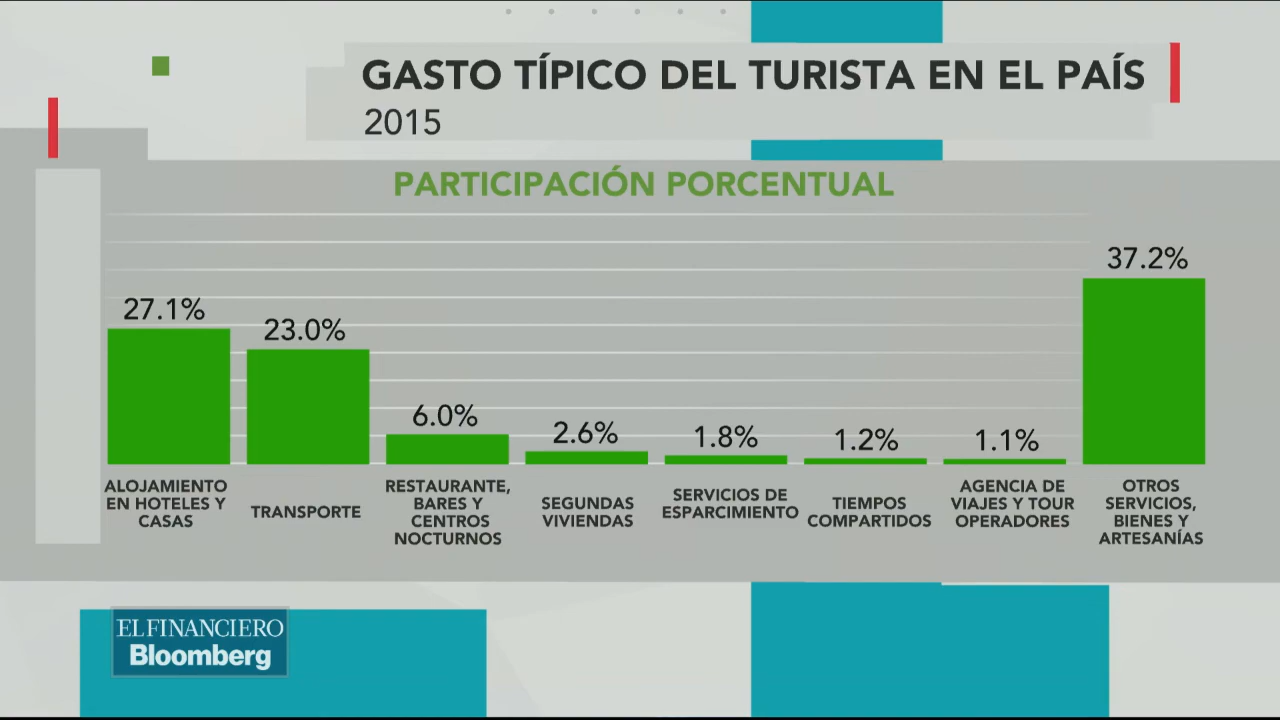 GASTO TÍPICO DEL TURISTA EN EL PAÍS
2015
PARTICIPACIÓN PORCENTUAL
27.1%
23.0%
6.0%
2.6%
1.8%
1.2%
1.1%
37.2%
ALOJAMIENTO
EN HOTELES Y
CASAS
TRANSPORTE
RESTAURANTE,
BARES Y
CENTROS
NOCTURNOS
SEGUNDAS
VIVIENDAS
SERVICIOS DE
ESPARCIMIENTO
TIEMPOS
COMPARTIDOS
AGENCIA DE
VIAJES Y TOUR
OPERADORES
OTROS
SERVICIOS,
BIENES Y
ARTESANÍAS
EL FINANCIERO
Bloomberg